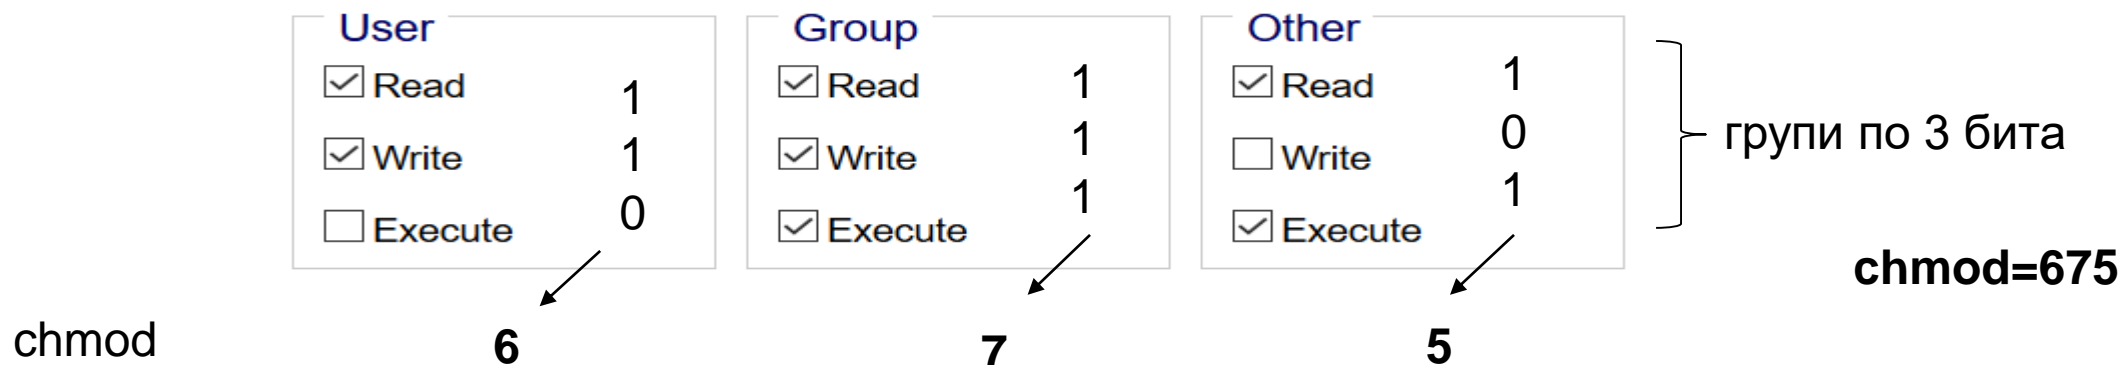 User
Read 1
Write 1
Execute 0
Group
Read 1
Write 1
Execute 1
Other
Read 1
Write 0
Execute 1
групи по 3 бита
chmod=675
chmod 6 7 5